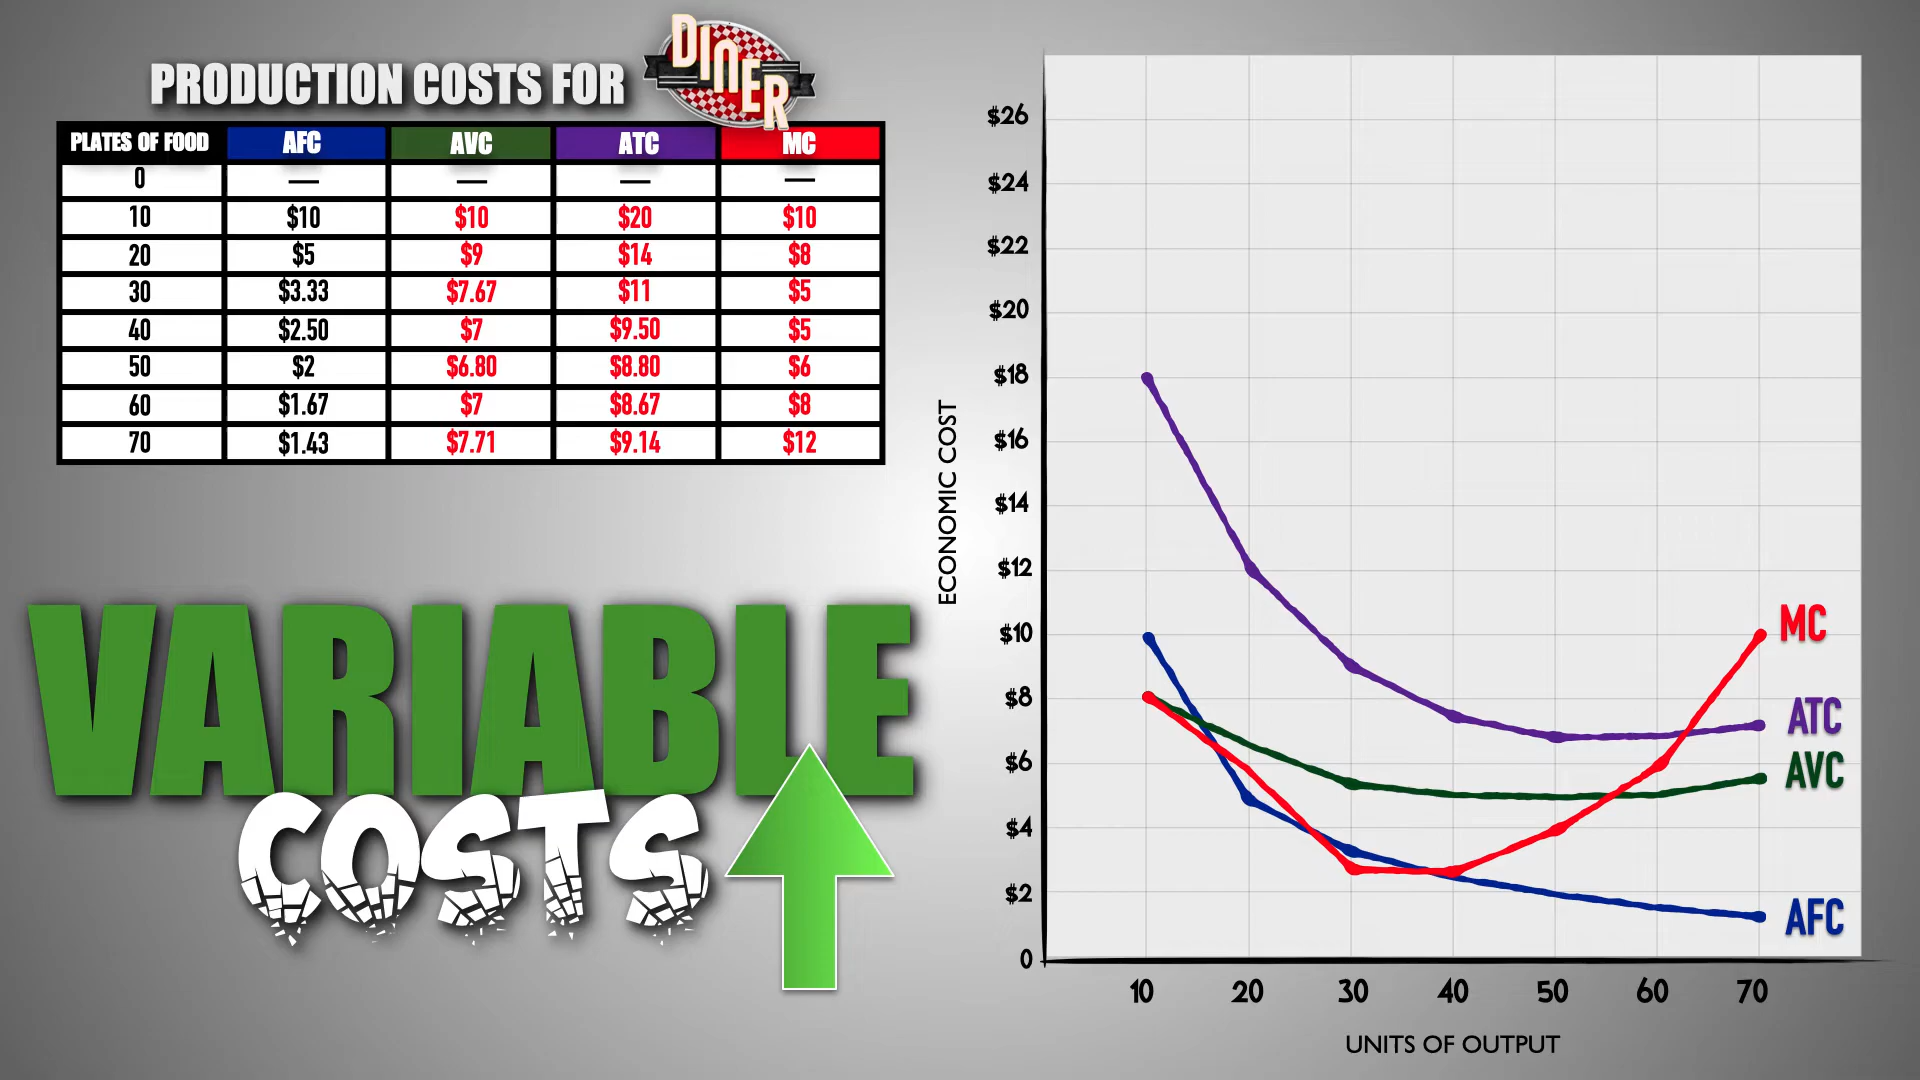 PRODUCTION COSTS FOR DINER
PLATES OF FOOD AFC AVC ATC MC
0 — — — —
10 $10 $10 $20 $10
20 $5 $9 $14 $8
30 $3.33 $7.67 $11 $5
40 $2.50 $7 $9.50 $5
50 $2 $6.80 $8.80 $6
60 $1.67 $7 $8.67 $8
70 $1.43 $7.71 $9.14 $12
VARIABLE
COSTS
ECONOMIC COST
$26
$24
$22
$20
$18
$16
$14
$12
$10
$8
$6
$4
$2
0
MC
ATC
AVC
AFC
10 20 30 40 50 60 70
UNITS OF OUTPUT